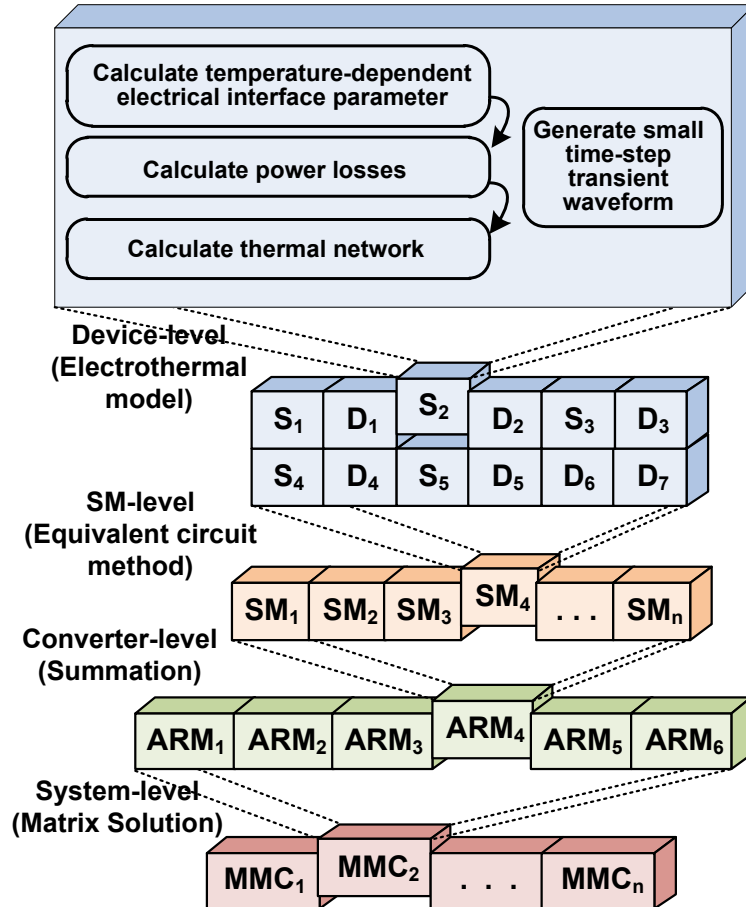 Calculate temperature-dependent
electrical interface parameter
Calculate power losses
Calculate thermal network
Generate small
time-step
transient
waveform
Device-level
(Electrothermal
model)
S₁ D₁ S₂ D₂ S₃ D₃
S₄ D₄ S₅ D₅ D₆ D₇
SM-level
(Equivalent circuit
method)
SM₁ SM₂ SM₃ SM₄ . . . SMₙ
Converter-level
(Summation)
ARM₁ ARM₂ ARM₃ ARM₄ ARM₅ ARM₆
System-level
(Matrix Solution)
MMC₁ MMC₂ . . . MMCₙ